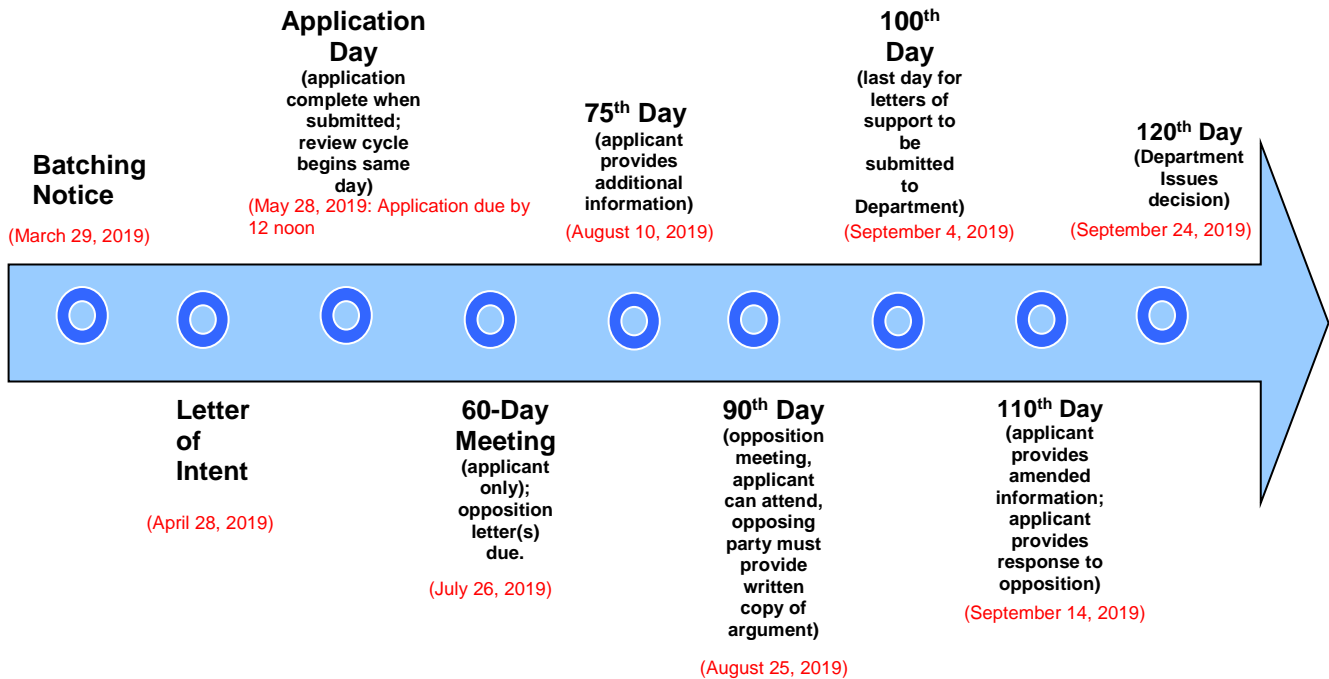 Batching
Notice
(March 29, 2019)
Letter
of
Intent
(April 28, 2019)
Application
Day
(application
complete when
submitted;
review cycle
begins same
day)
(May 28, 2019: Application due by
12 noon
60-Day
Meeting
(applicant
only);
opposition
letter(s)
due.
(July 26, 2019)
75th Day
(applicant
provides
additional
information)
(August 10, 2019)
90th Day
(opposition
meeting,
applicant
can attend,
opposing
party must
provide
written
copy of
argument)
(August 25, 2019)
100th
Day
(last day for
letters of
support to
be
submitted
to
Department)
(September 4, 2019)
110th Day
(applicant
provides
amended
information;
applicant
provides
response to
opposition)
(September 14, 2019)
120th Day
(Department
Issues
decision)
(September 24, 2019)